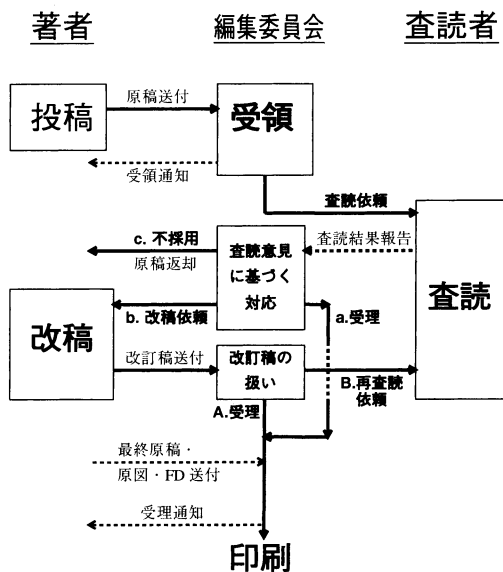 著者
編集委員会
査読者
投稿
原稿送付
受領
受領通知
査読依頼
c. 不採用
原稿返却
査読意見
に基づく
対応
査読結果報告
査読
b. 改稿依頼
a.受理
改稿
改訂稿送付
改訂稿の
扱い
B.再査読
依頼
A.受理
最終原稿・
原図・FD 送付
受理通知
印刷